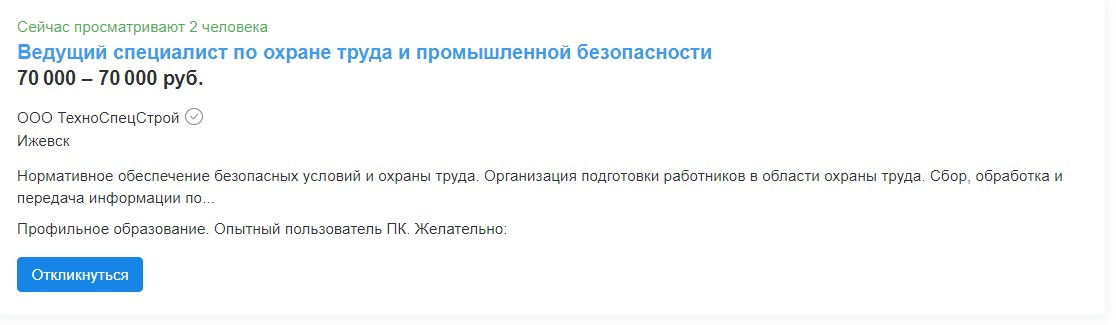 Сейчас просматривают 2 человека
Ведущий специалист по охране труда и промышленной безопасности
70 000 – 70 000 руб.
ООО ТехноСпецСтрой
Ижевск
Нормативное обеспечение безопасных условий и охраны труда. Организация подготовки работников в области охраны труда. Сбор, обработка и
передача информации по...
Профильное образование. Опытный пользователь ПК. Желательно:
Откликнуться